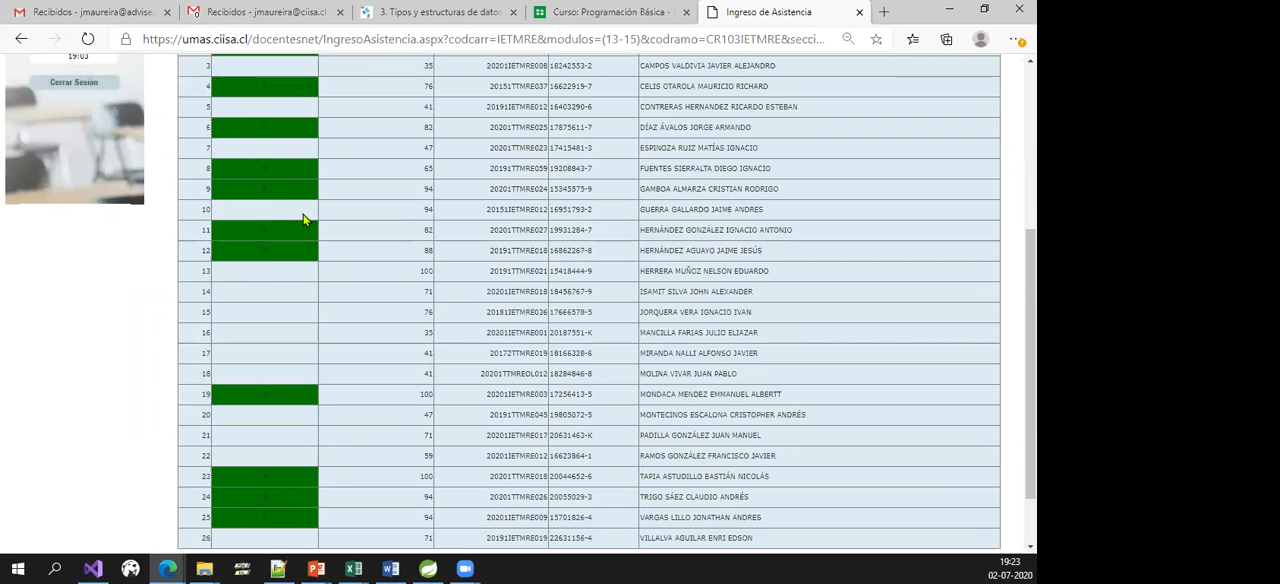 Recibidos - jmaureira@advise. Recibidos - jmaureira@ciisa.cl 3. Tipos y estructuras de dato: Curso: Programación Básica - Ingreso de Asistencia
https://umas.ciisa.cl/docentesnet/IngresoAsistencia.aspx?codcarr=IETMRE&modulos=(13-15)&codramo=CR103IETMRE&secci...
19:03
Cerrar Sesión
3 35 20201IETMRE008 18242553-2 CAMPOS VALDIVIA JAVIER ALEJANDRO
4 76 20151TTMRE037 16622919-7 CELIS OTAROLA MAURICIO RICHARD
5 41 20191IETMRE012 16403290-6 CONTRERAS HERNANDEZ RICARDO ESTEBAN
6 82 20201TTMRE025 17875611-7 DÍAZ ÁVALOS JORGE ARMANDO
7 47 20201TTMRE023 17415481-3 ESPINOZA RUIZ MATÍAS IGNACIO
8 65 20191TTMRE059 19208843-7 FUENTES SIERRALTA DIEGO IGNACIO
9 94 20201TTMRE024 15345575-9 GAMBOA ALMARZA CRISTIAN RODRIGO
10 94 20151IETMRE012 16951793-2 GUERRA GALLARDO JAIME ANDRES
11 82 20201TTMRE027 19931284-7 HERNÁNDEZ GONZÁLEZ IGNACIO ANTONIO
12 88 20191TTMRE018 16862267-8 HERNÁNDEZ AGUAYO JAIME JESÚS
13 100 20191TTMRE021 15418444-9 HERRERA MUÑOZ NELSON EDUARDO
14 71 20201IETMRE018 18456767-9 ISAMIT SILVA JOHN ALEXANDER
15 76 20181IETMRE036 17666578-5 JORQUERA VERA IGNACIO IVAN
16 35 20201IETMRE001 20187551-K MANCILLA FARIAS JULIO ELIAZAR
17 41 20172TTMRE019 18166328-6 MIRANDA NALLI ALFONSO JAVIER
18 41 20201TTMREOL012 18284846-8 MOLINA VIVAR JUAN PABLO
19 100 20201IETMRE003 17256413-5 MONDACA MENDEZ EMMANUEL ALBERTT
20 47 20191TTMRE045 19805072-5 MONTECINOS ESCALONA CRISTOPHER ANDRÉS
21 71 20201IETMRE017 20631463-K PADILLA GONZÁLEZ JUAN MANUEL
22 59 20201IETMRE012 16623864-1 RAMOS GONZÁLEZ FRANCISCO JAVIER
23 100 20201TTMRE018 20044652-6 TAPIA ASTUDILLO BASTIÁN NICOLÁS
24 94 20201TTMRE026 20055029-3 TRIGO SÁEZ CLAUDIO ANDRÉS
25 94 20201IETMRE009 15701826-4 VARGAS LILLO JONATHAN ANDRES
26 71 20191IETMRE019 22631156-4 VILLALVA AGUILAR ENRI EDSON
19:23
02-07-2020